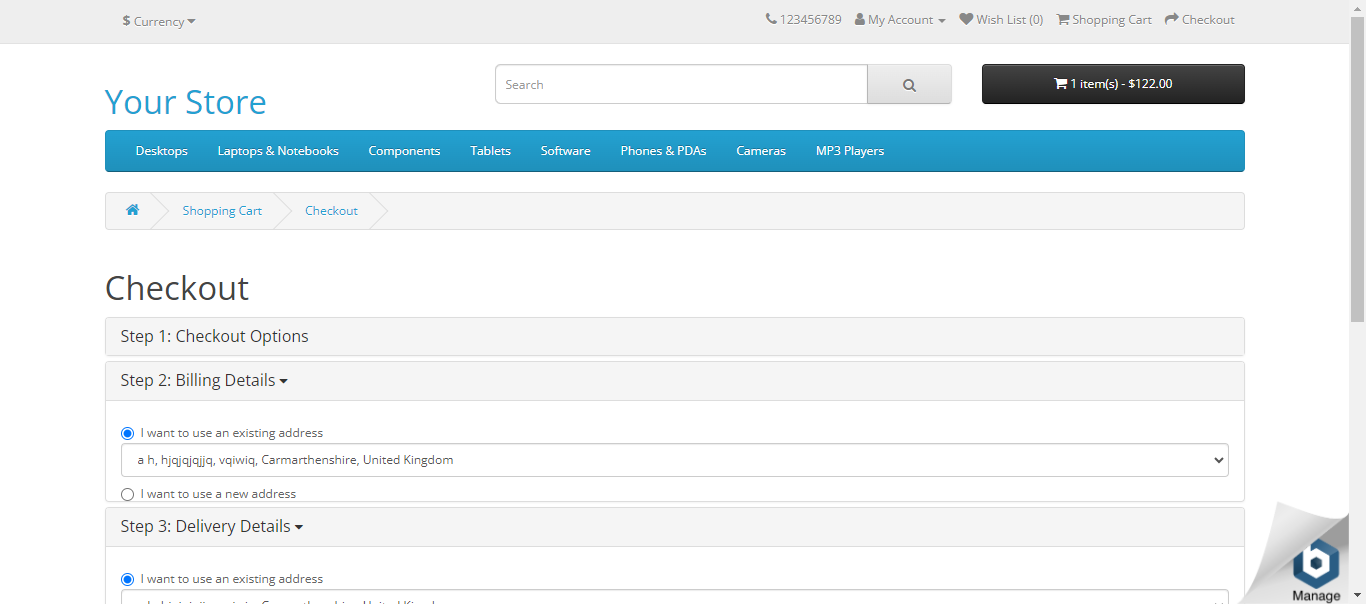 $ Currency
123456789 My Account Wish List (0) Shopping Cart Checkout
Your Store
Search
1 item(s) - $122.00
Desktops Laptops & Notebooks Components Tablets Software Phones & PDAs Cameras MP3 Players
Shopping Cart Checkout
Checkout
Step 1: Checkout Options
Step 2: Billing Details
I want to use an existing address
a h, hjqjqjqjjq, vqiwiq, Carmarthenshire, United Kingdom
I want to use a new address
Step 3: Delivery Details
I want to use an existing address
Manage